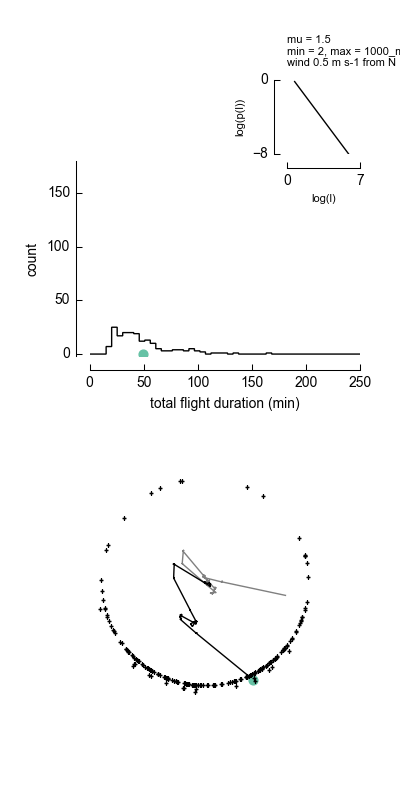 mu = 1.5
min = 2, max = 1000_m
wind 0.5 m s-1 from N
0
log(p(l))
−8
0 7
log(l)
150
100
count
50
0
0 50 100 150 200 250
total flight duration (min)